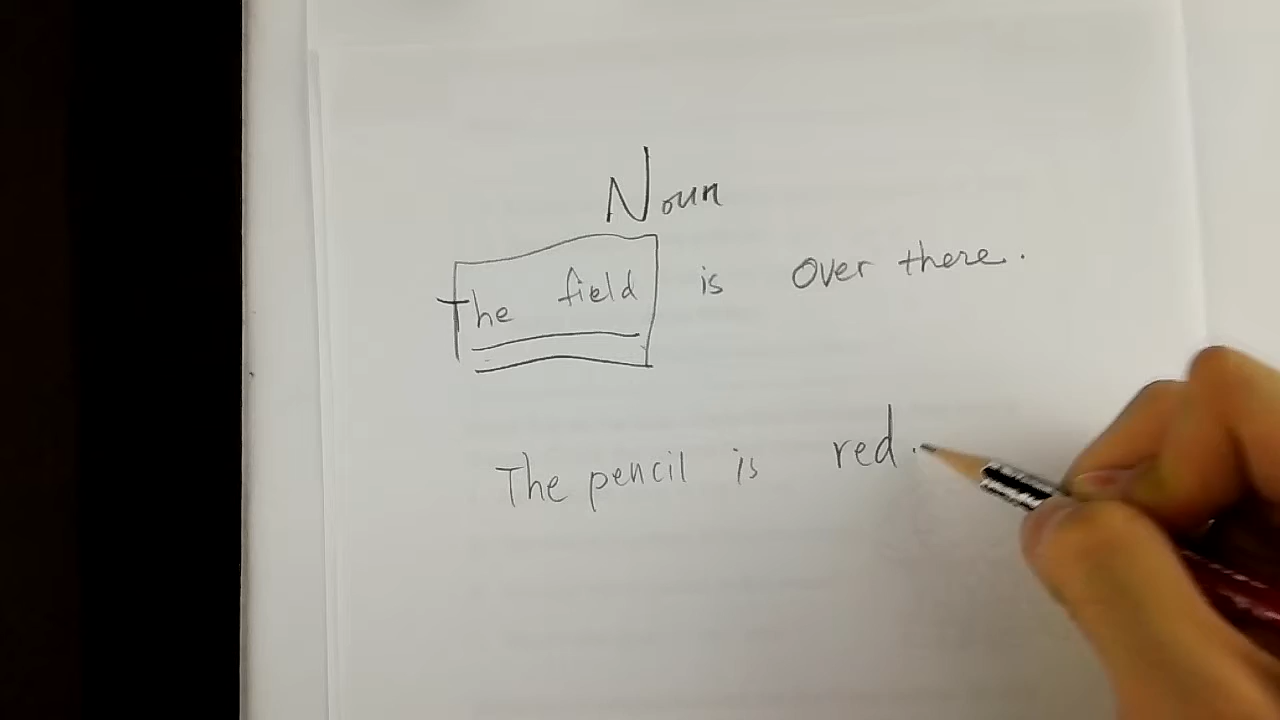 Noun
The field is Over there.
The pencil is red.